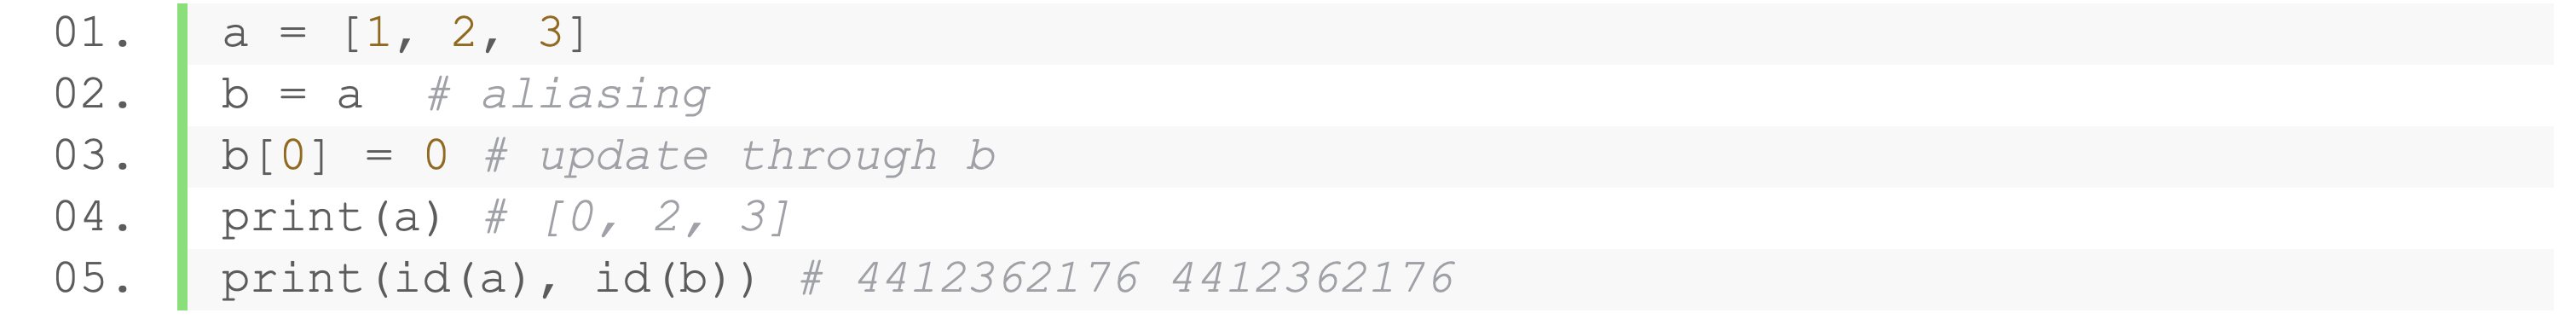 01. a = [1, 2, 3]
02. b = a  # aliasing
03. b[0] = 0 # update through b
04. print(a) # [0, 2, 3]
05. print(id(a), id(b)) # 4412362176 4412362176